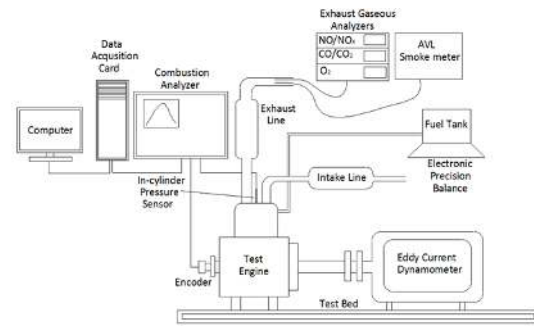 Exhaust Gaseous
Analyzers
NO/NOx
CO/CO2
O2
AVL
Smoke meter
Data
Acqusition
Card
Combustion
Analyzer
Computer
Exhaust
Line
Fuel Tank
Electronic
Precision
Balance
In-cylinder
Pressure
Sensor
Intake Line
Encoder
Test
Engine
Eddy Current
Dynamometer
Test Bed